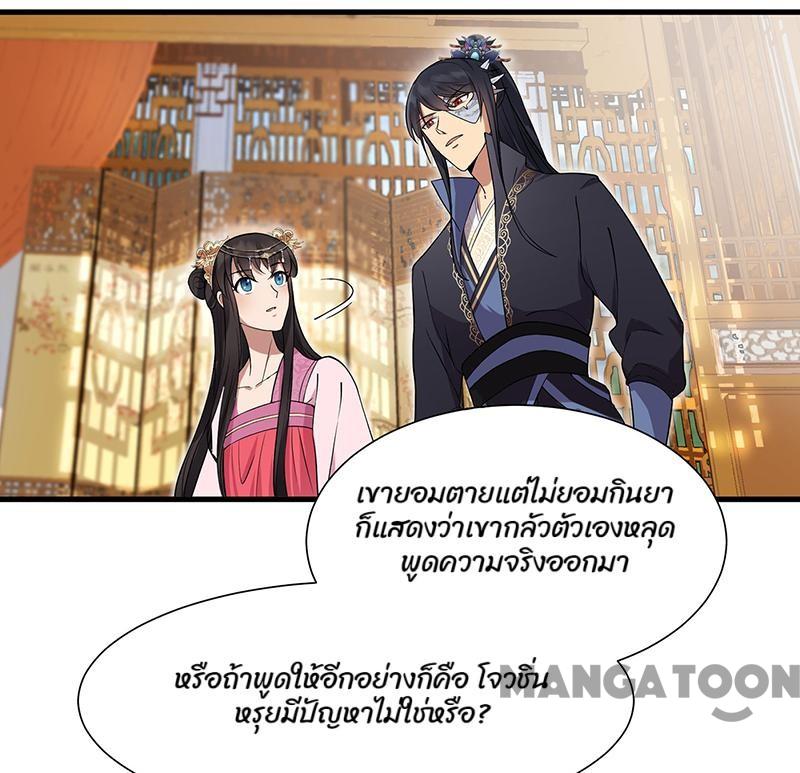 เขายอมตายแต่ไม่ยอมกินยา
ก็แสดงว่าเขากลัวตัวเองหลุด
พูดความจริงออกมา
หรือถ้าพูดให้อีกอย่างก็คือ โจวชิ่น
หรุยมีปัญหาไม่ใช่หรือ?
MANGATOON